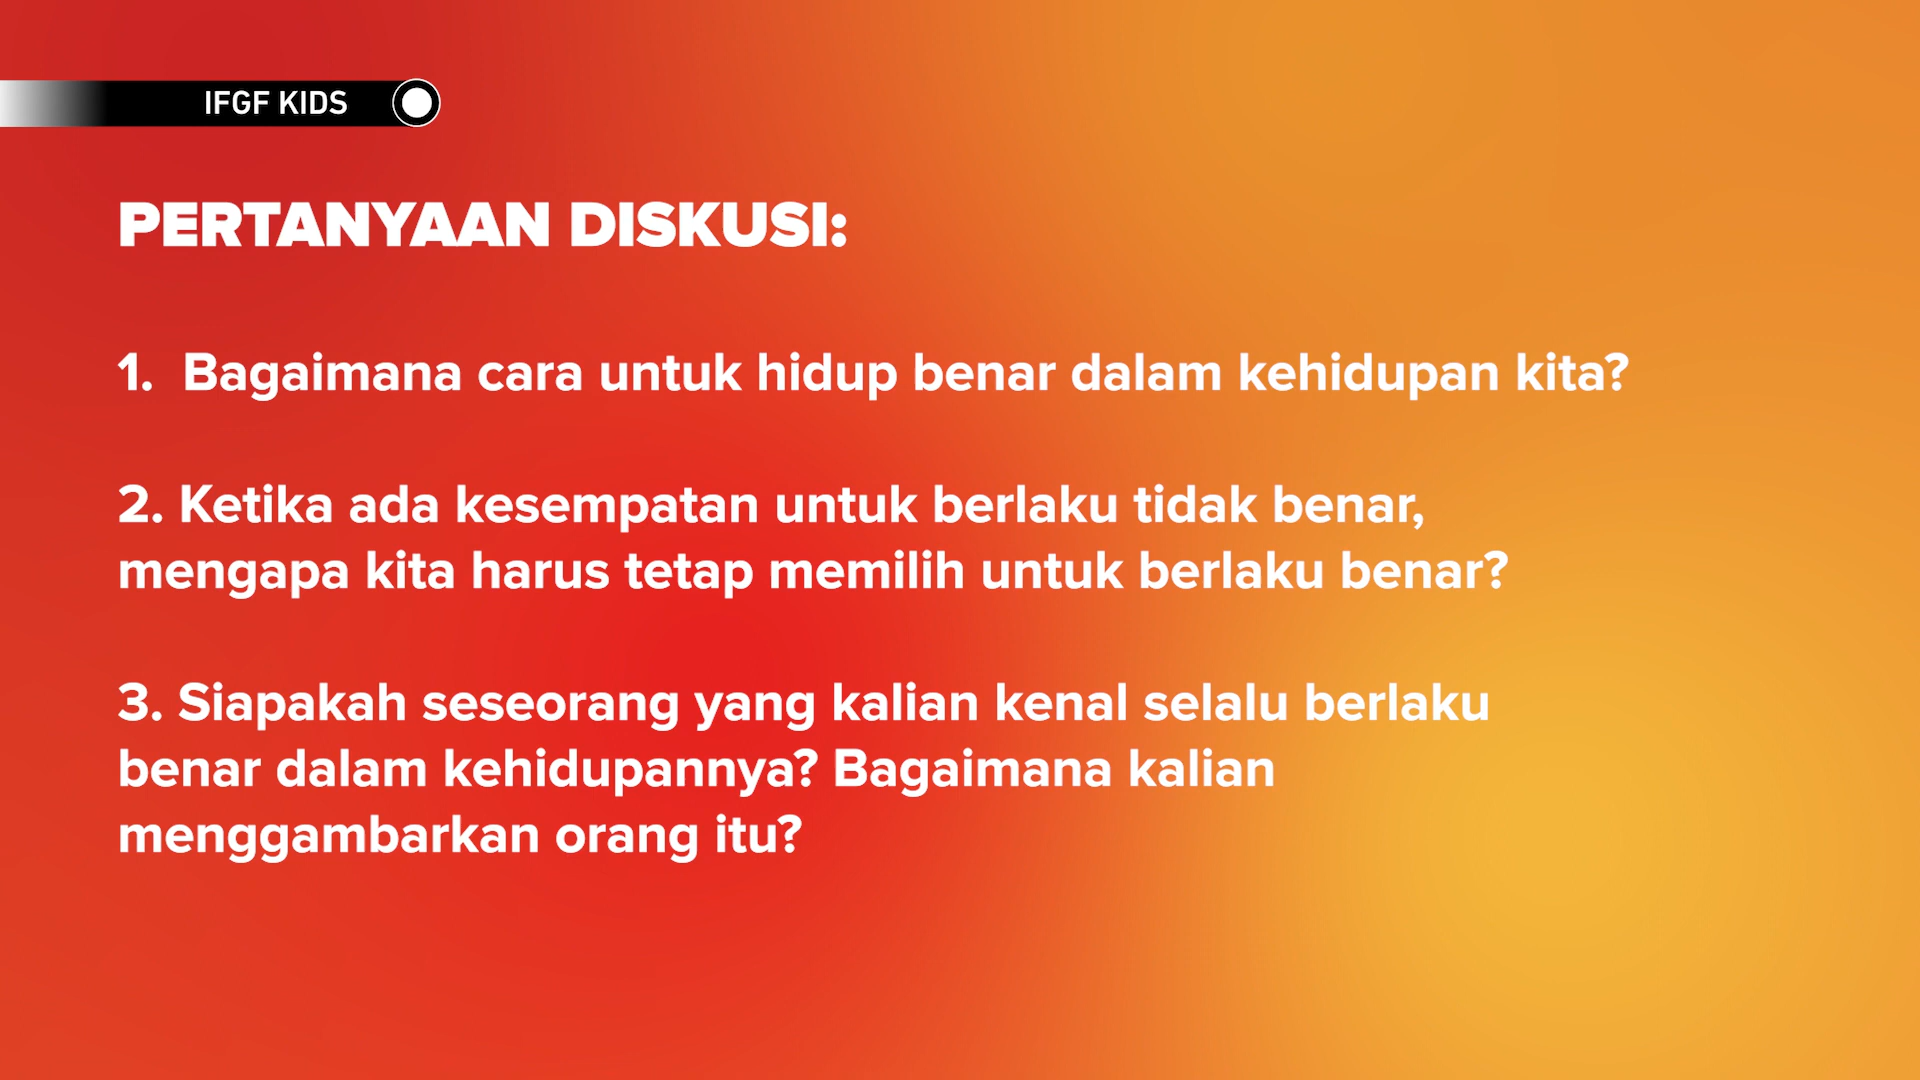 IFGF KIDS
PERTANYAAN DISKUSI:
1. Bagaimana cara untuk hidup benar dalam kehidupan kita?
2. Ketika ada kesempatan untuk berlaku tidak benar,
mengapa kita harus tetap memilih untuk berlaku benar?
3. Siapakah seseorang yang kalian kenal selalu berlaku
benar dalam kehidupannya? Bagaimana kalian
menggambarkan orang itu?